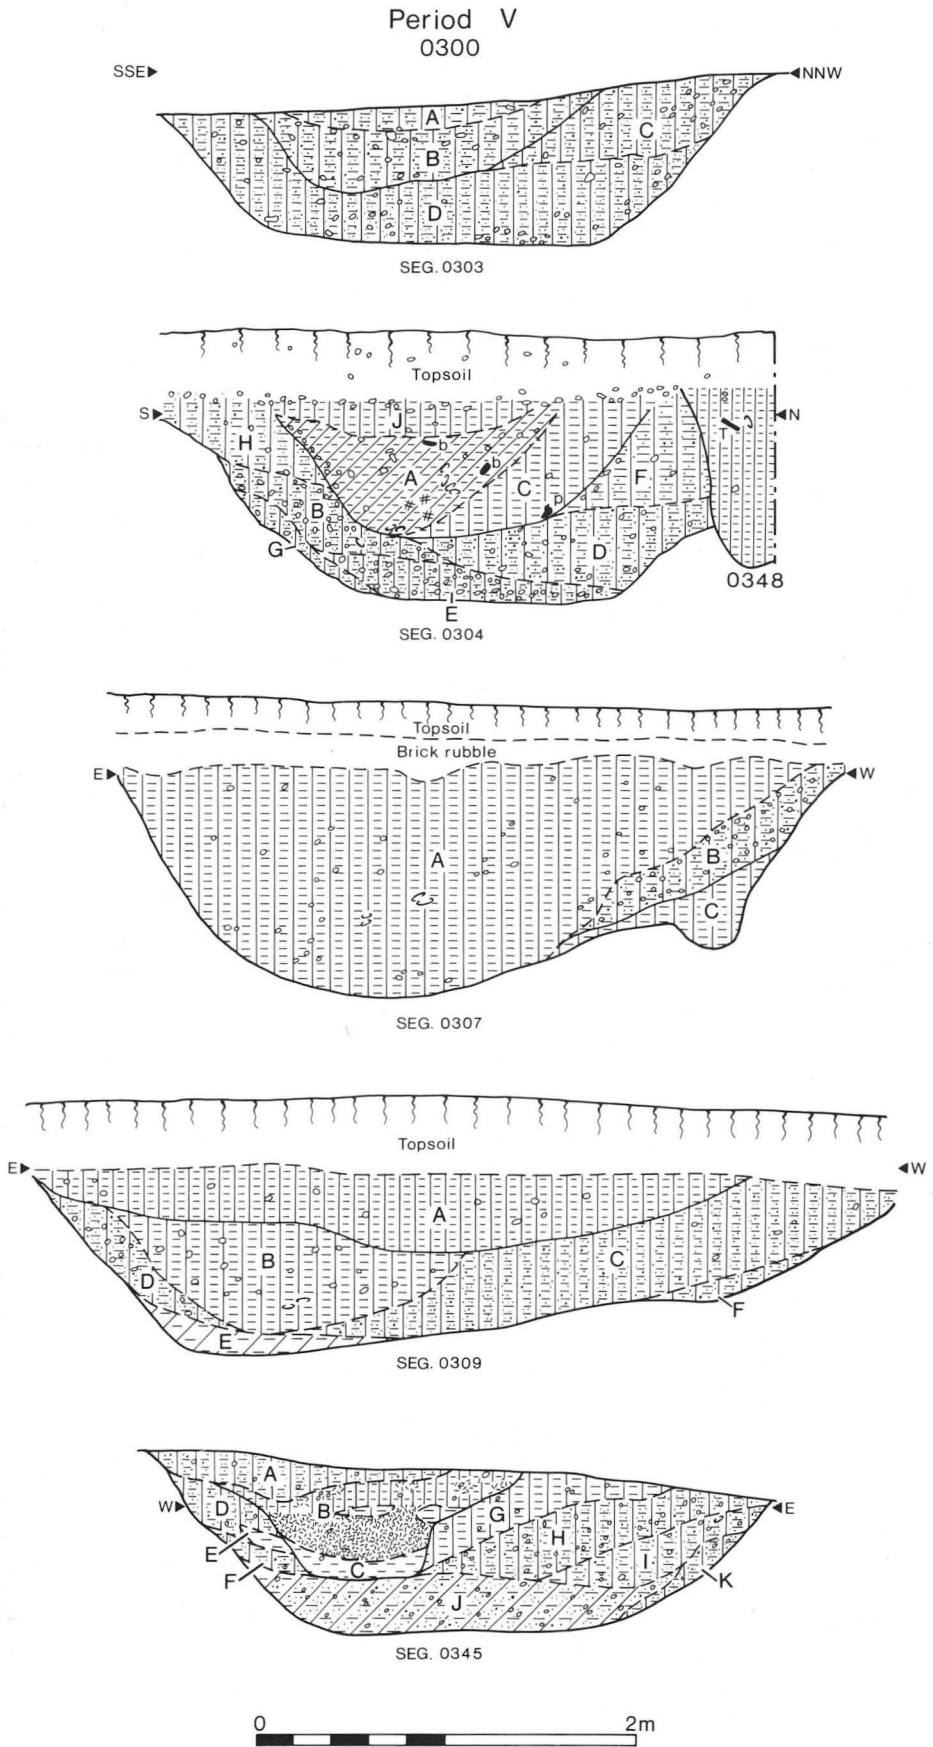 Period V
0300
SSE NNW
A
B
C
D
SEG. 0303
Topsoil
S N
J
H
b
T
A
b
C
F
B
p
G
D
0348
E
SEG. 0304
Topsoil
Brick rubble
E W
A
B
C
SEG. 0307
Topsoil
E W
A
B
C
D
F
E
SEG. 0309
A
W D B G E
H
E
I
F
C
K
J
SEG. 0345
0 2m